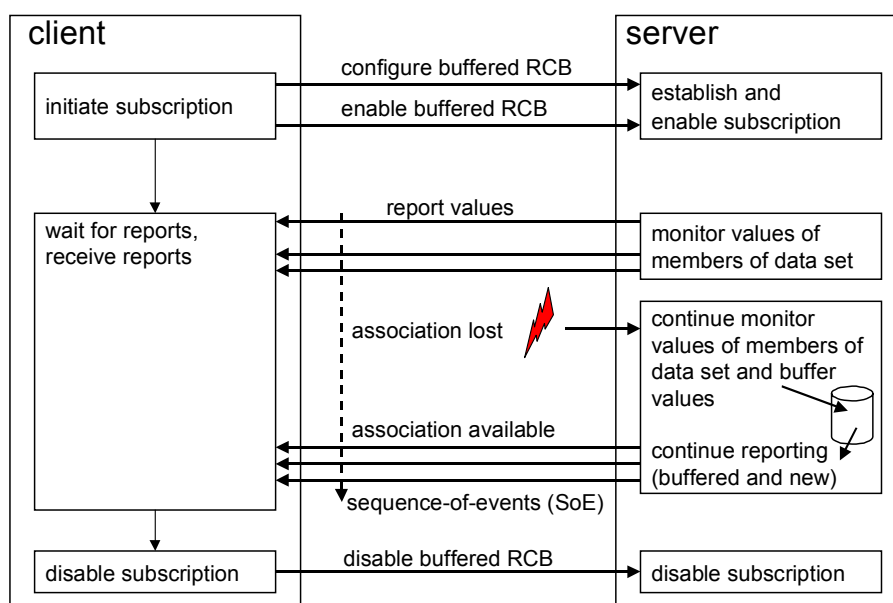 client
server
configure buffered RCB
initiate subscription
enable buffered RCB
establish and
enable subscription
report values
wait for reports,
receive reports
monitor values of
members of data set
association lost
continue monitor
values of members of
data set and buffer
values
association available
continue reporting
(buffered and new)
sequence-of-events (SoE)
disable subscription
disable buffered RCB
disable subscription